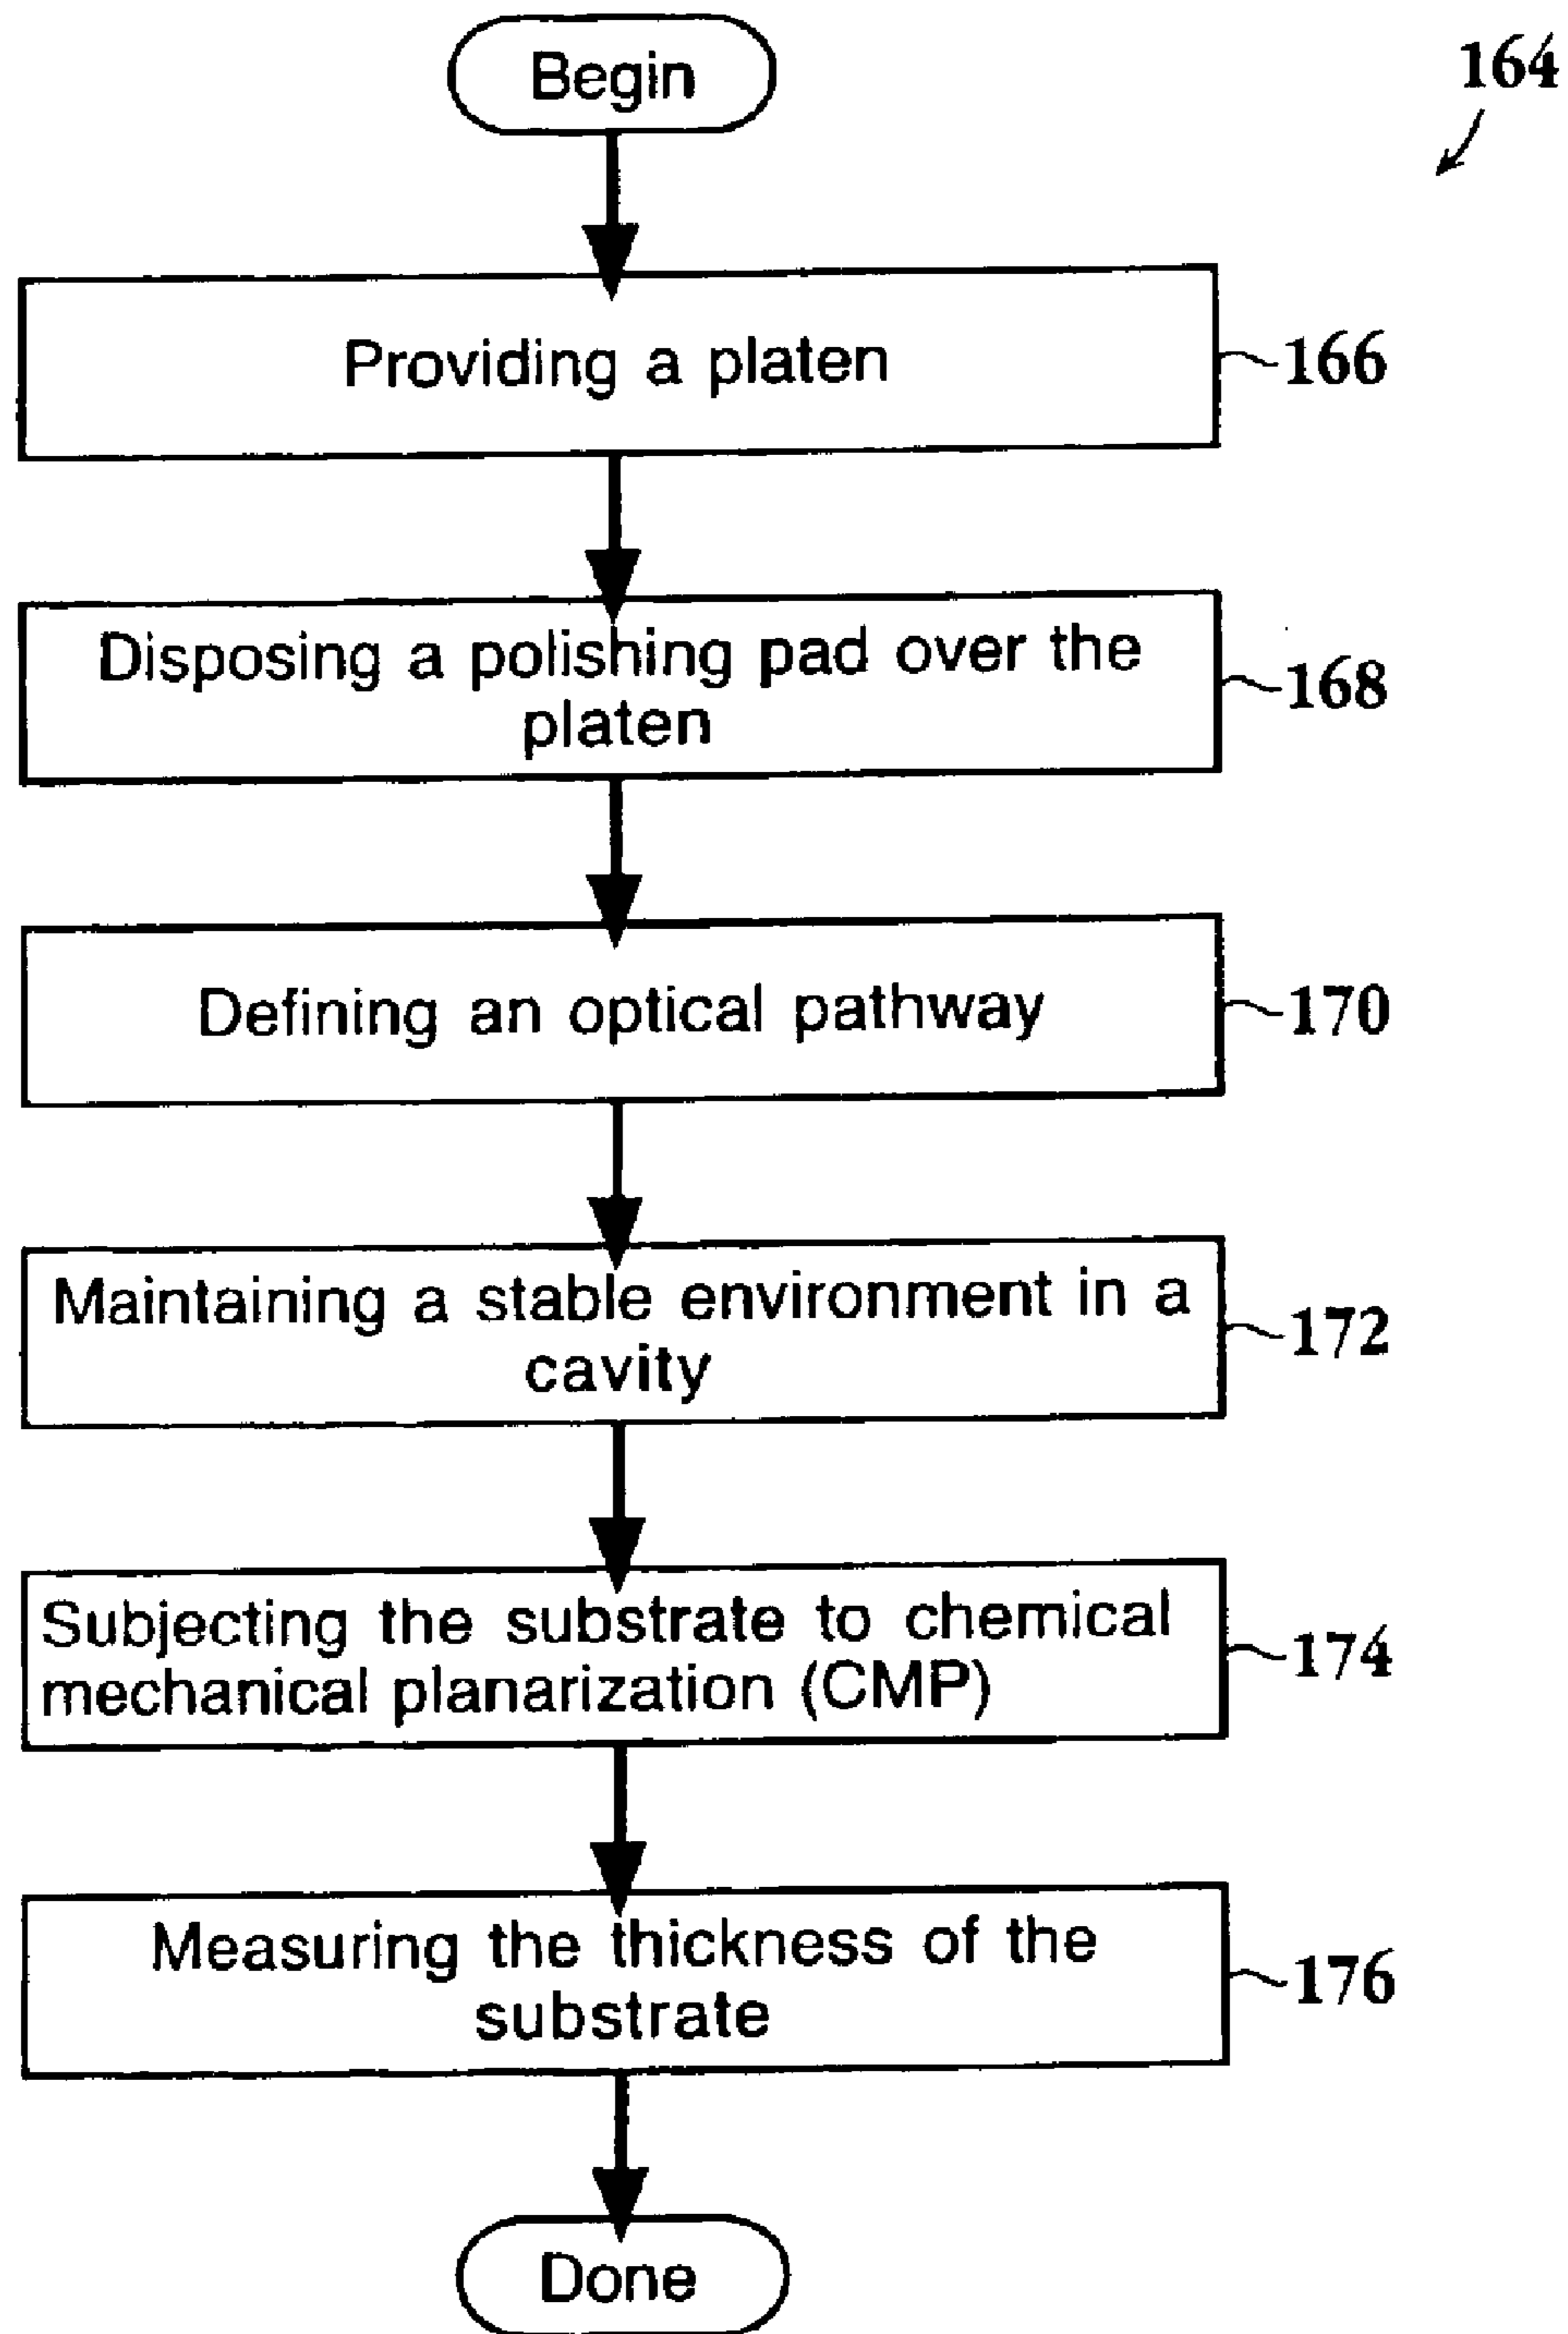 Begin
164
Providing a platen
166
Disposing a polishing pad over the
platen
168
Defining an optical pathway
170
Maintaining a stable environment in a
cavity
172
Subjecting the substrate to chemical
mechanical planarization (CMP)
174
Measuring the thickness of the
substrate
176
Done